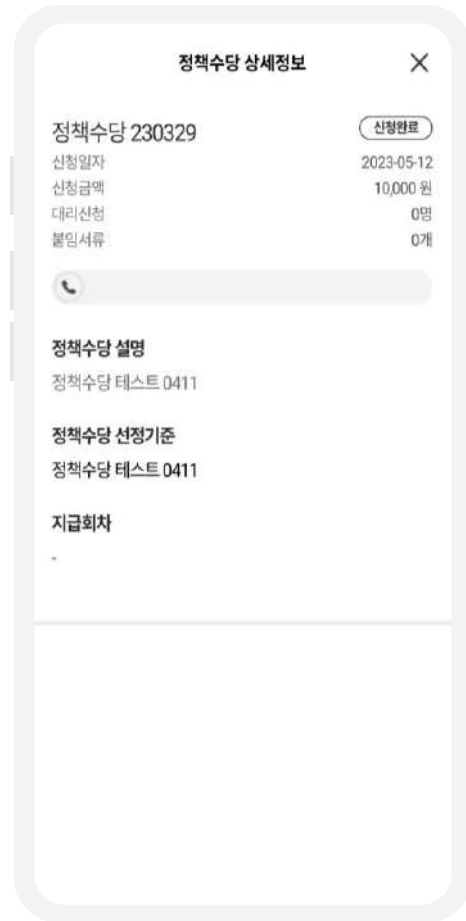 정책수당 상세정보
정책수당 230329 신청완료
신청일자 2023-05-12
신청금액 10,000 원
대리신청 0명
붙임서류 0개
정책수당 설명
정책수당 테스트 0411
정책수당 선정기준
정책수당 테스트 0411
지급회차
-